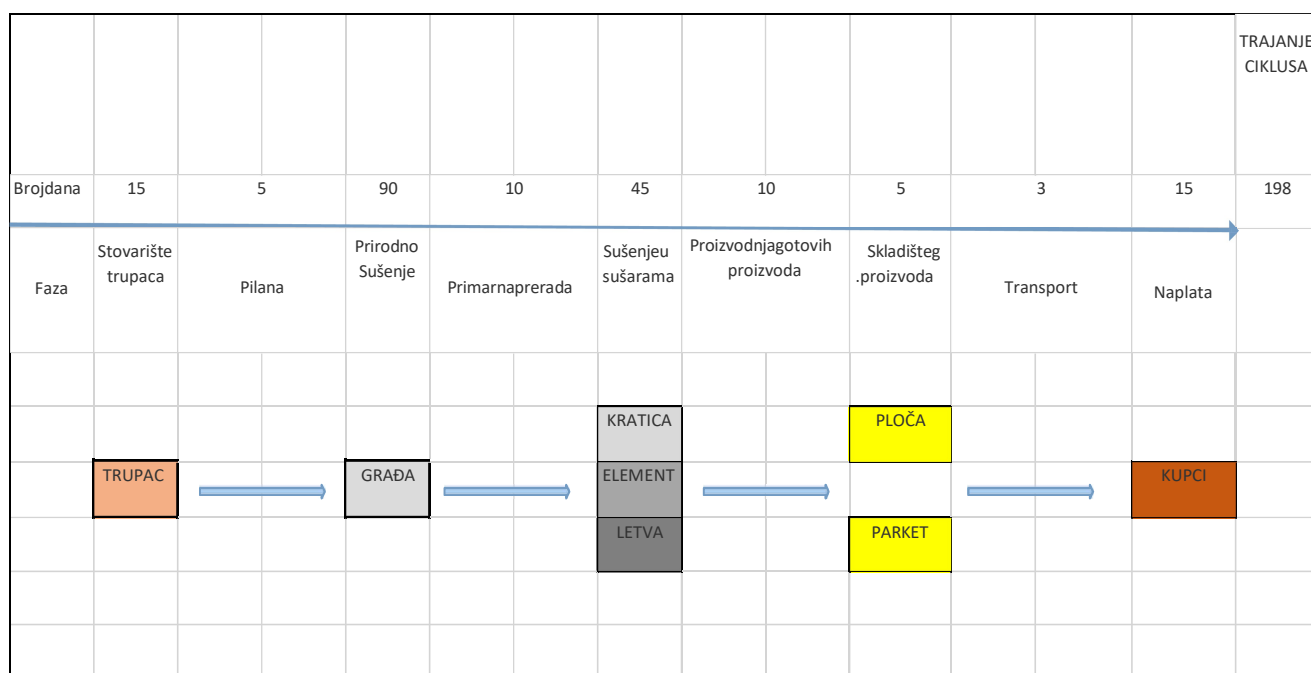 TRAJANJE
CIKLUSA
Brojdana 15 5 90 10 45 10 5 3 15 198
Faza
Stovarište
trupaca
Pilana
Prirodno
Sušenje
Primarnaprerada
Sušenjeu
sušarama
Proizvodnjagotovih
proizvoda
Skladišteg
.proizvoda
Transport
Naplata
KRATICA PLOČA
TRUPAC GRAĐA ELEMENT KUPCI
LETVA PARKET